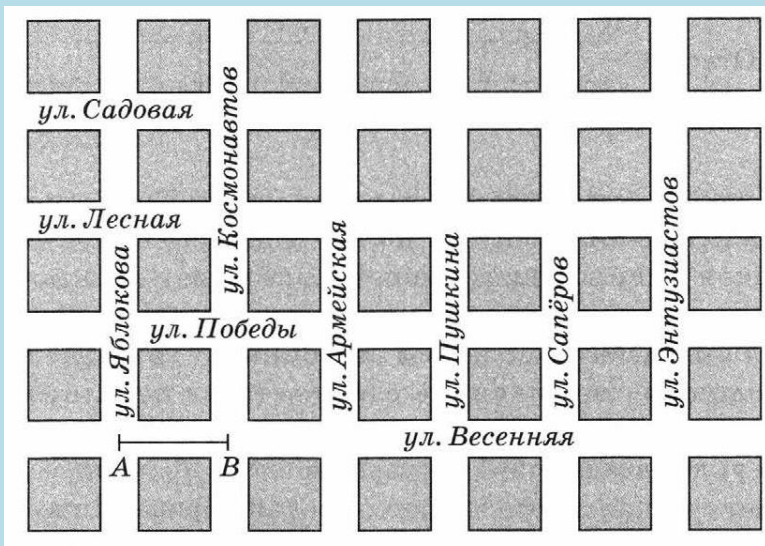 ул. Садовая
ул. Космонавтов
ул. Лесная
ул. Яблокова
ул. Победы
ул. Армейская
ул. Пушкина
ул. Сапёров
ул. Энтузиастов
ул. Весенняя
A
B